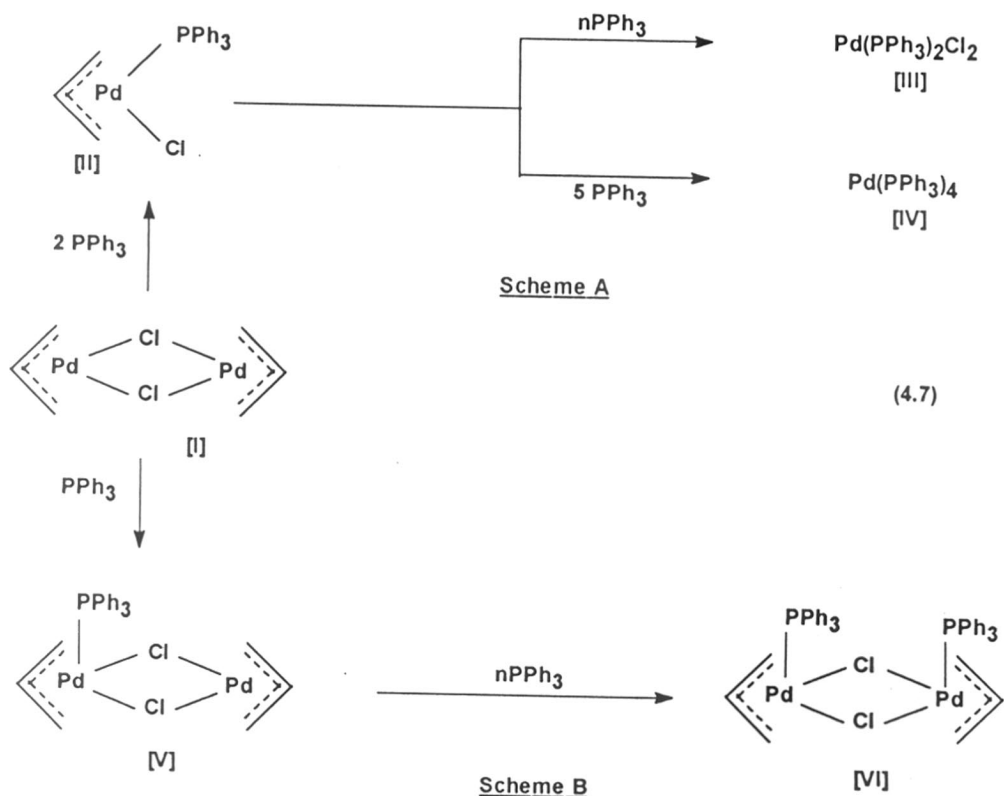 PPh3
nPPh3
Pd(PPh3)2Cl2
Pd
[III]
Cl
[II]
5 PPh3
Pd(PPh3)4
[IV]
2 PPh3
Scheme A
Cl
Pd
Pd
Cl
(4.7)
[I]
PPh3
PPh3
PPh3
PPh3
Cl
Cl
Pd
Pd
nPPh3
Pd
Pd
Cl
Cl
[V]
[VI]
Scheme B